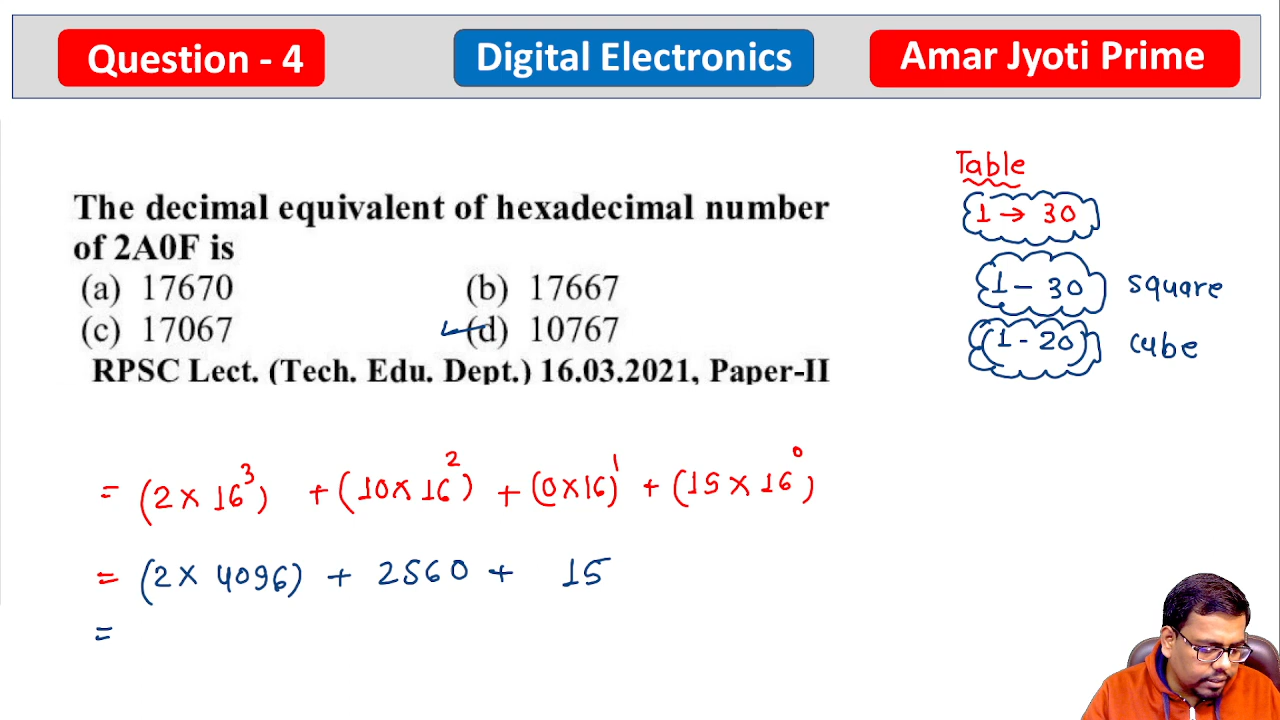 Question - 4
Digital Electronics
Amar Jyoti Prime
The decimal equivalent of hexadecimal number
of 2A0F is
(a) 17670
(b) 17667
(c) 17067
(d) 10767
RPSC Lect. (Tech. Edu. Dept.) 16.03.2021, Paper-II
Table
1 → 30
1 – 30 square
(1 - 20) cube
= (2 × 16³) + (10 × 16²) + (0 × 16)¹ + (15 × 16⁰)
= (2 × 4096) + 2560 + 15
=